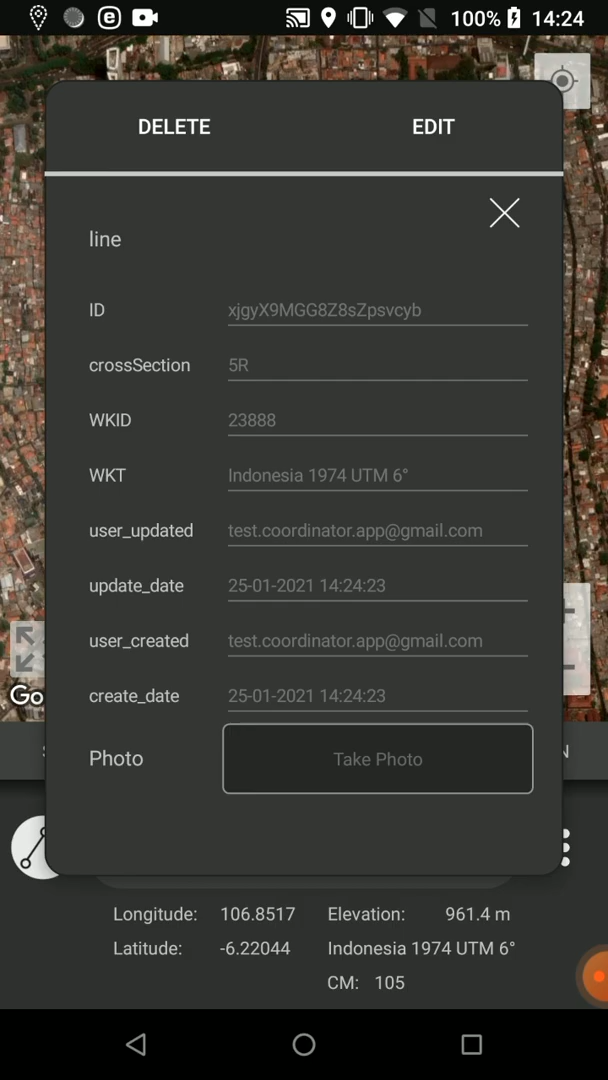 100% 14:24
DELETE EDIT
line
ID xjgyX9MGG8Z8sZpsvcyb
crossSection 5R
WKID 23888
WKT Indonesia 1974 UTM 6°
user_updated test.coordinator.app@gmail.com
update_date 25-01-2021 14:24:23
user_created test.coordinator.app@gmail.com
create_date 25-01-2021 14:24:23
Go
Photo Take Photo
N
Longitude: 106.8517 Elevation: 961.4 m
Latitude: -6.22044 Indonesia 1974 UTM 6°
CM: 105